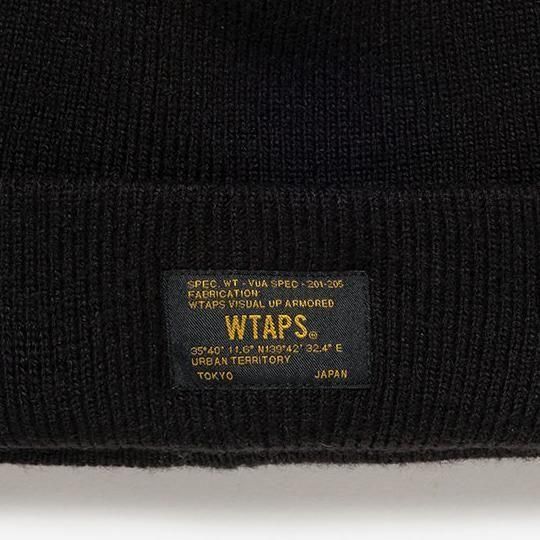 SPEC. WT - VUA SPEC - 201-205
FABRICATION
WTAPS VISUAL UP ARMORED
WTAPS®
35°40' 11.6" N139°42' 32.4" E
URBAN TERRITORY
TOKYO JAPAN